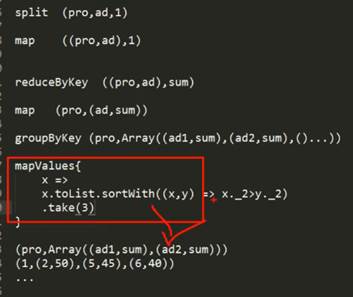 split (pro,ad,1)
map ((pro,ad),1)
reduceByKey ((pro,ad),sum)
map (pro,(ad,sum))
groupByKey (pro,Array((ad1,sum),(ad2,sum),()...))
mapValues{
x =>
x.toList.sortWith((x,y) => x._2>y._2)
.take(3)
}
(pro,Array((ad1,sum),(ad2,sum)))
(1,(2,50),(5,45),(6,40))
...